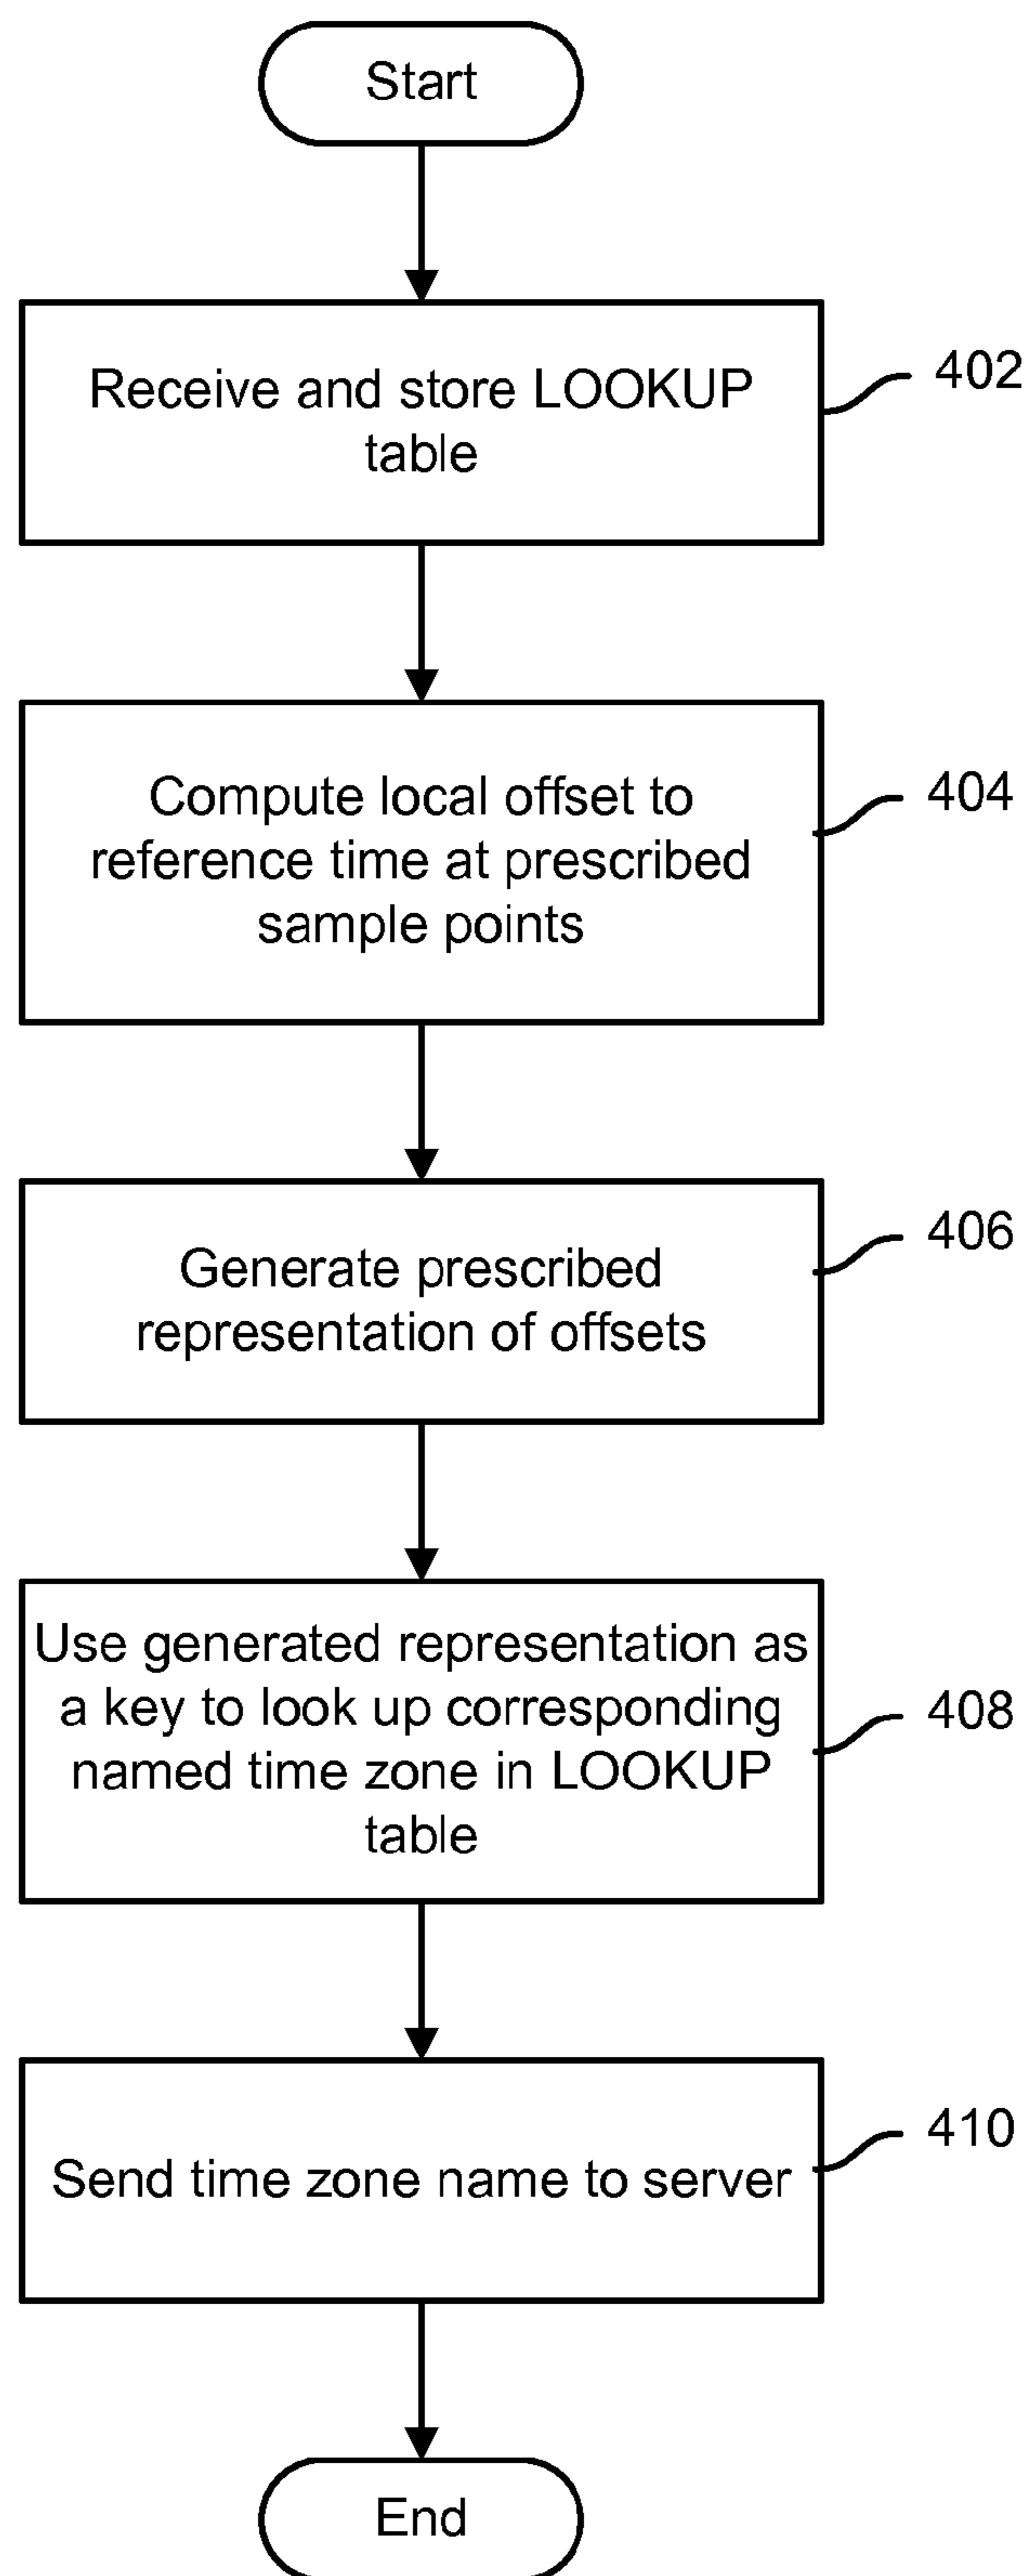 Start
Receive and store LOOKUP
table
402
Compute local offset to
reference time at prescribed
sample points
404
Generate prescribed
representation of offsets
406
Use generated representation as
a key to look up corresponding
named time zone in LOOKUP
table
408
Send time zone name to server
410
End